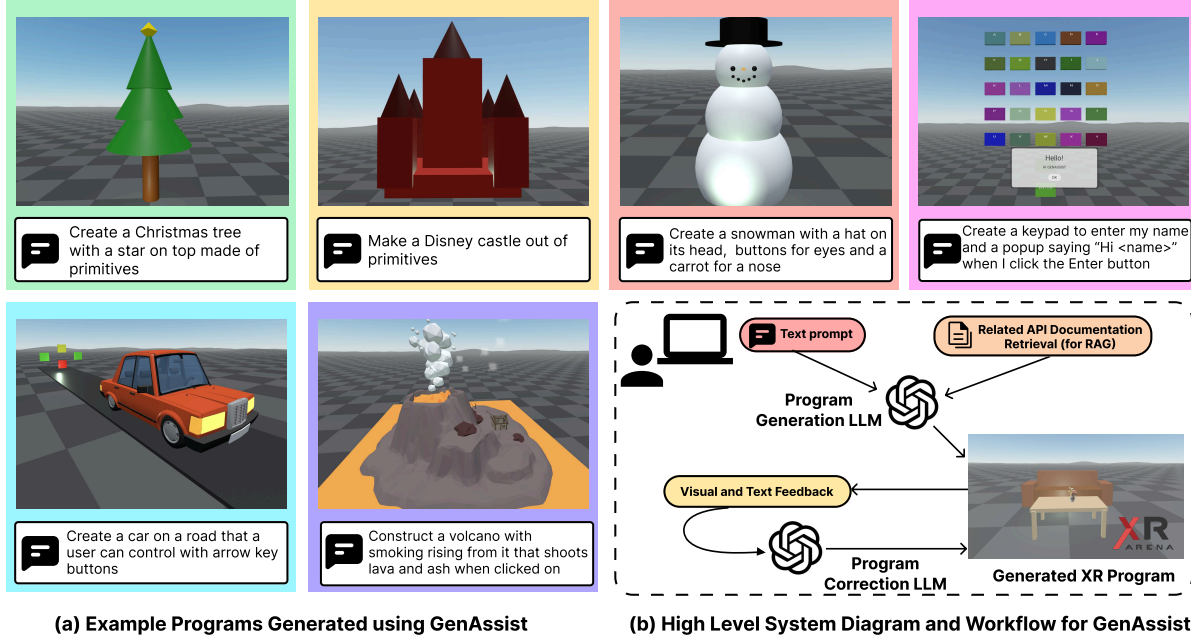 Hello!
Hi GENASSIST
OK
Create a Christmas tree
with a star on top made of
primitives
Make a Disney castle out of
primitives
Create a snowman with a hat on
its head, buttons for eyes and a
carrot for a nose
Create a keypad to enter my name
and a popup saying “Hi <name>”
when I click the Enter button
Create a car on a road that a
user can control with arrow key
buttons
Construct a volcano with
smoking rising from it that shoots
lava and ash when clicked on
Text prompt
Related API Documentation
Retrieval (for RAG)
Program
Generation LLM
Visual and Text Feedback
Program
Correction LLM
XR
ARENA
Generated XR Program
(a) Example Programs Generated using GenAssist
(b) High Level System Diagram and Workflow for GenAssist